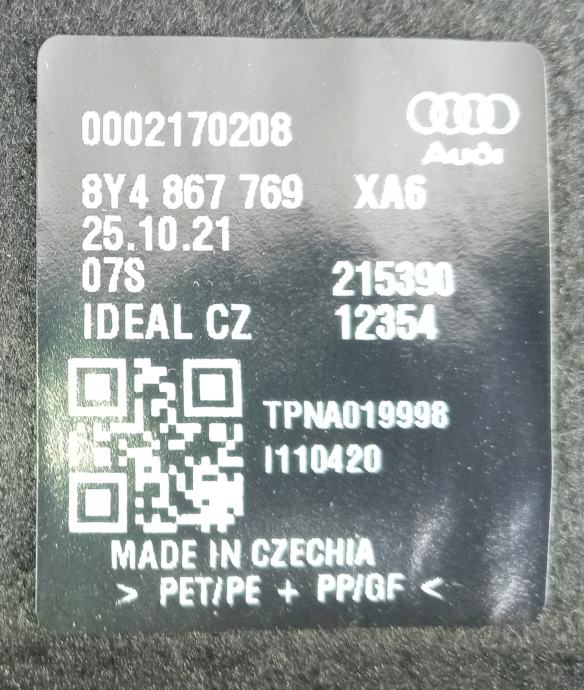 0002170208
Audi
8Y4 867 769 XA6
25.10.21
07S 215390
IDEAL CZ 12354
TPNA019998
I110420
MADE IN CZECHIA
> PET/PE + PP/GF <